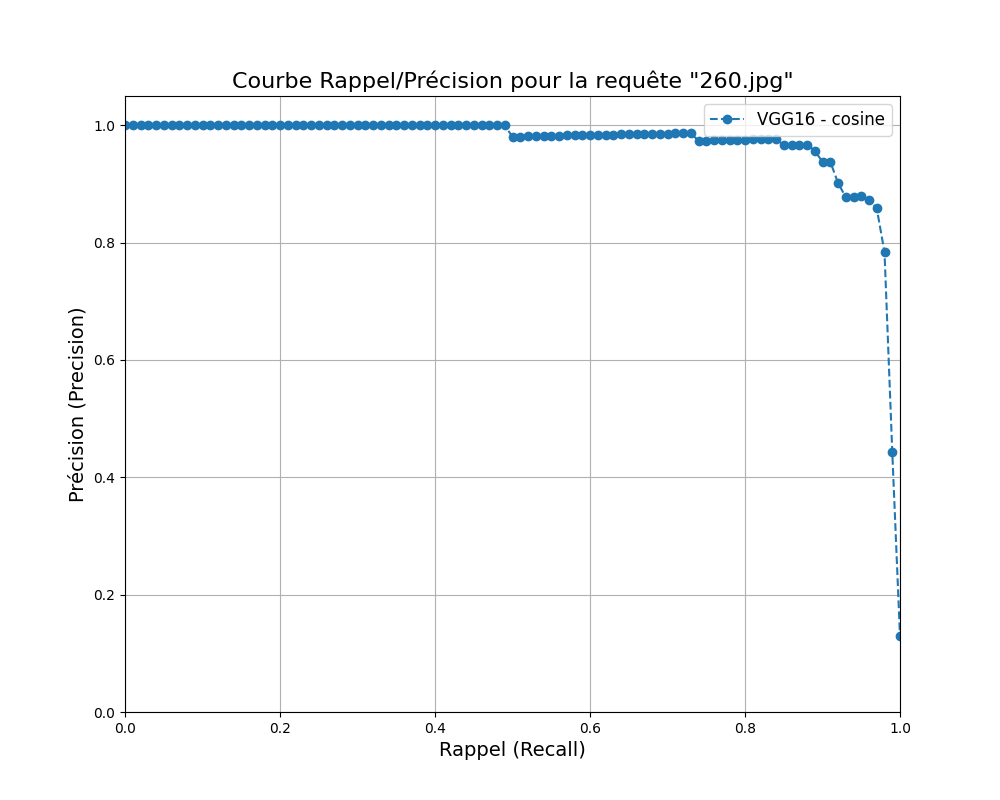 Courbe Rappel/Précision pour la requête "260.jpg"
VGG16 - cosine
1.0
0.8
0.6
0.4
0.2
0.0
Précision (Precision)
0.0 0.2 0.4 0.6 0.8 1.0
Rappel (Recall)